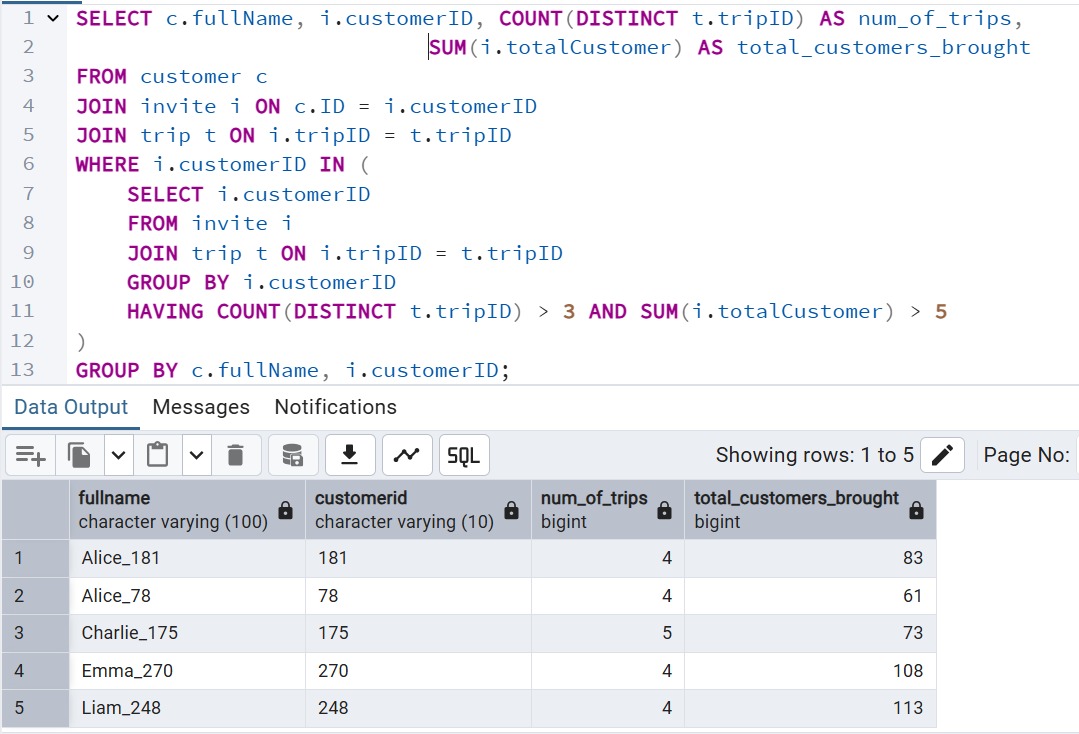 1 SELECT c.fullName, i.customerID, COUNT(DISTINCT t.tripID) AS num_of_trips,
2 SUM(i.totalCustomer) AS total_customers_brought
3 FROM customer c
4 JOIN invite i ON c.ID = i.customerID
5 JOIN trip t ON i.tripID = t.tripID
6 WHERE i.customerID IN (
7 SELECT i.customerID
8 FROM invite i
9 JOIN trip t ON i.tripID = t.tripID
10 GROUP BY i.customerID
11 HAVING COUNT(DISTINCT t.tripID) > 3 AND SUM(i.totalCustomer) > 5
12 )
13 GROUP BY c.fullName, i.customerID;
Data Output Messages Notifications
SQL Showing rows: 1 to 5 Page No:
fullname customerid num_of_trips total_customers_brought
character varying (100) character varying (10) bigint bigint
1 Alice_181 181 4 83
2 Alice_78 78 4 61
3 Charlie_175 175 5 73
4 Emma_270 270 4 108
5 Liam_248 248 4 113